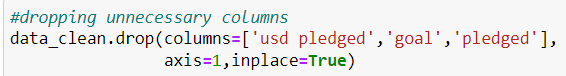 #dropping unnecessary columns
data_clean.drop(columns=['usd pledged','goal','pledged'],
axis=1,inplace=True)